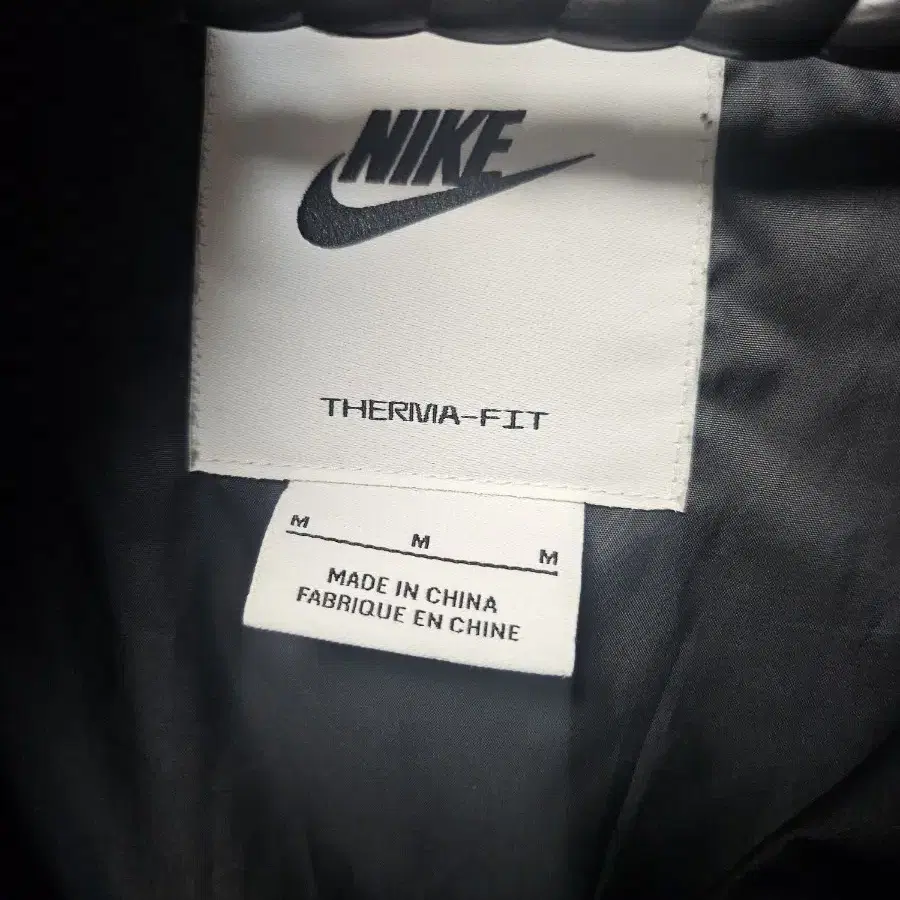 NIKE
THERMA-FIT
M M M
MADE IN CHINA
FABRIQUE EN CHINE